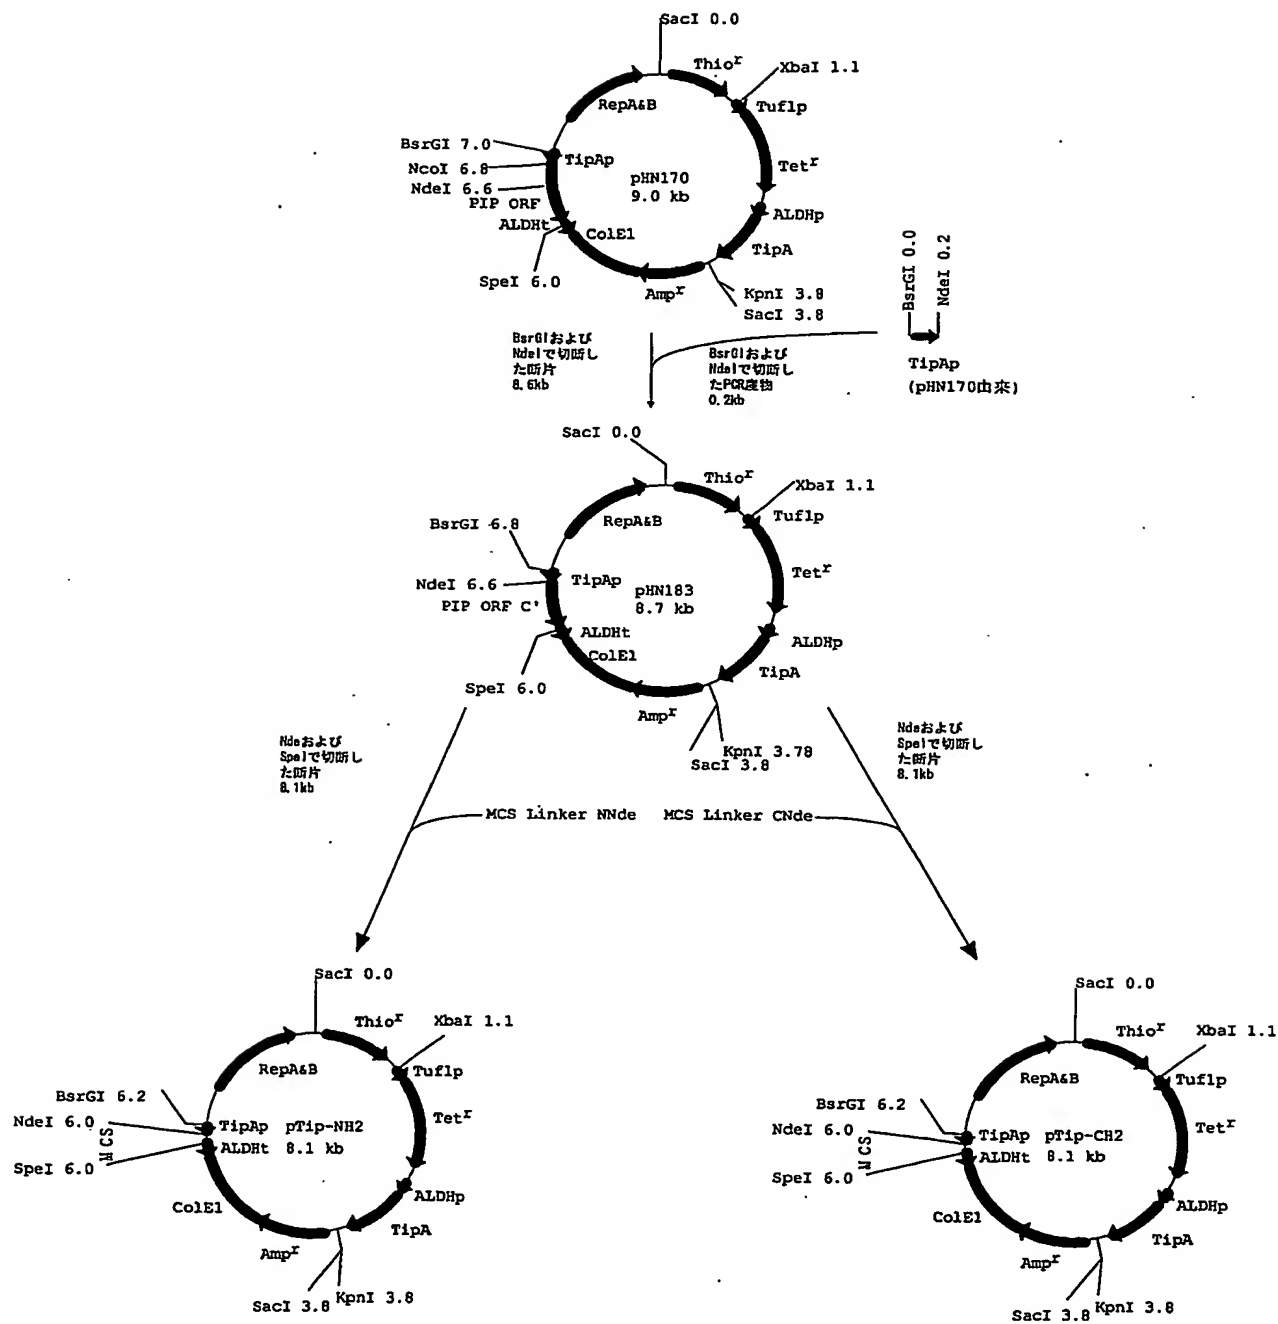 SacI 0.0
Thioʳ
XbaI 1.1
RepA&B
Tuf1p
BsrGI 7.0
TipAp
NcoI 6.8
NdeI 6.6
pHN170
9.0 kb
Tetʳ
PIP ORF
ALDHt
ColE1
ALDHp
TipA
SpeI 6.0
Ampʳ
KpnI 3.8
SacI 3.8
BsrGI 0.0
NdeI 0.2
TipAp
(pHN170由来)
BsrGIおよび
NdeIで切断し
た断片
8.6kb
BsrGIおよび
NdeIで切断し
たPCR産物
0.2kb
SacI 0.0
Thioʳ
XbaI 1.1
RepA&B
Tuf1p
BsrGI 6.8
NdeI 6.6
TipAp
PIP ORF C'
pHN183
8.7 kb
Tetʳ
ALDHt
ColE1
ALDHp
TipA
SpeI 6.0
Ampʳ
KpnI 3.78
SacI 3.8
Ndeおよび
SpeIで切断し
た断片
8.1kb
Ndeおよび
SpeIで切断し
た断片
8.1kb
MCS Linker NNde
MCS Linker CNde
SacI 0.0
Thioʳ
XbaI 1.1
RepA&B
Tuf1p
BsrGI 6.2
NdeI 6.0
MCS
SpeI 6.0
TipAp
ALDHt
pTip-NH2
8.1 kb
Tetʳ
ColE1
ALDHp
TipA
Ampʳ
SacI 3.8
KpnI 3.8
SacI 0.0
Thioʳ
XbaI 1.1
RepA&B
Tuf1p
BsrGI 6.2
NdeI 6.0
MCS
SpeI 6.0
TipAp
ALDHt
pTip-CH2
8.1 kb
Tetʳ
ColE1
ALDHp
TipA
Ampʳ
SacI 3.8
KpnI 3.8